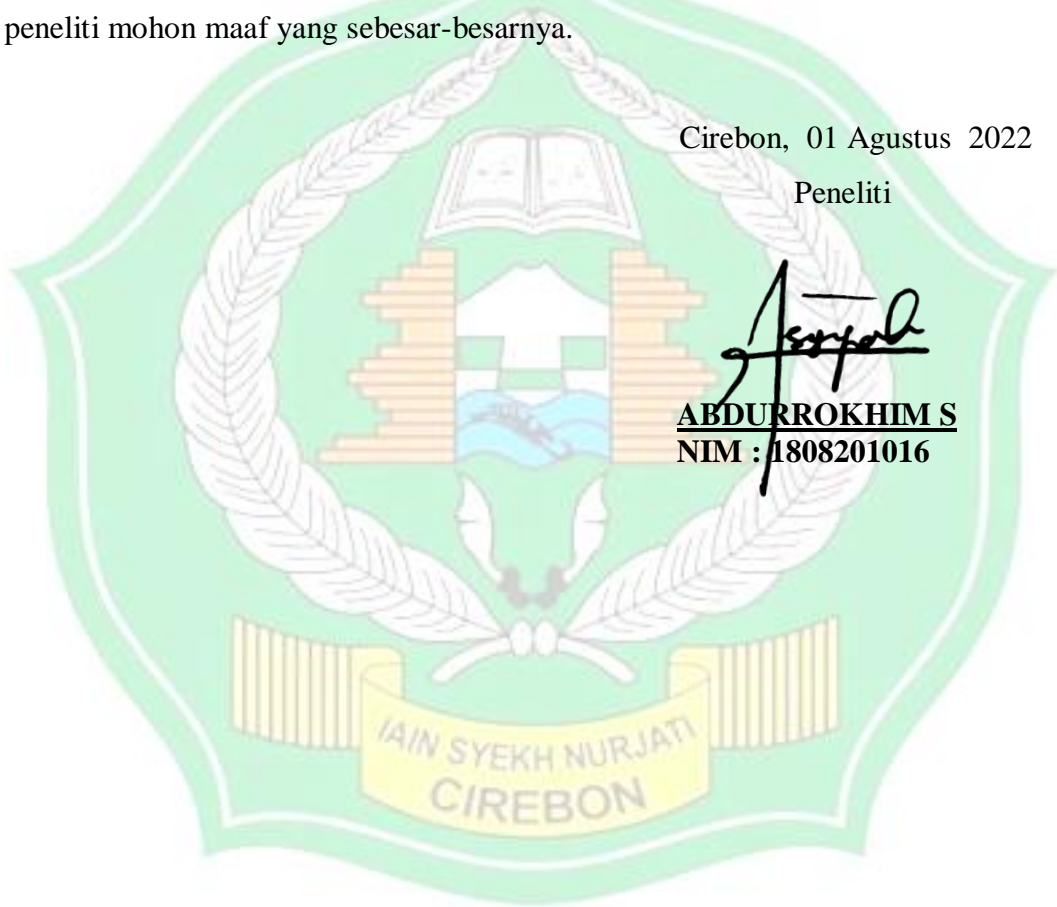 peneliti mohon maaf yang sebesar-besarnya.
Cirebon, 01 Agustus 2022
Peneliti
ABDURROKHIM S
NIM : 1808201016
IAIN SYEKH NURJATI
CIREBON